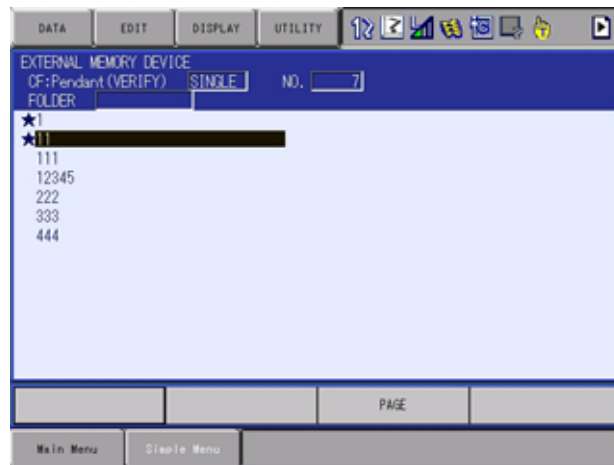 DATA EDIT DISPLAY UTILITY
EXTERNAL MEMORY DEVICE
CF:Pendant(VERIFY) SINGLE NO. 7
FOLDER
★1
★11
111
12345
222
333
444
PAGE
Main Menu Simple Menu